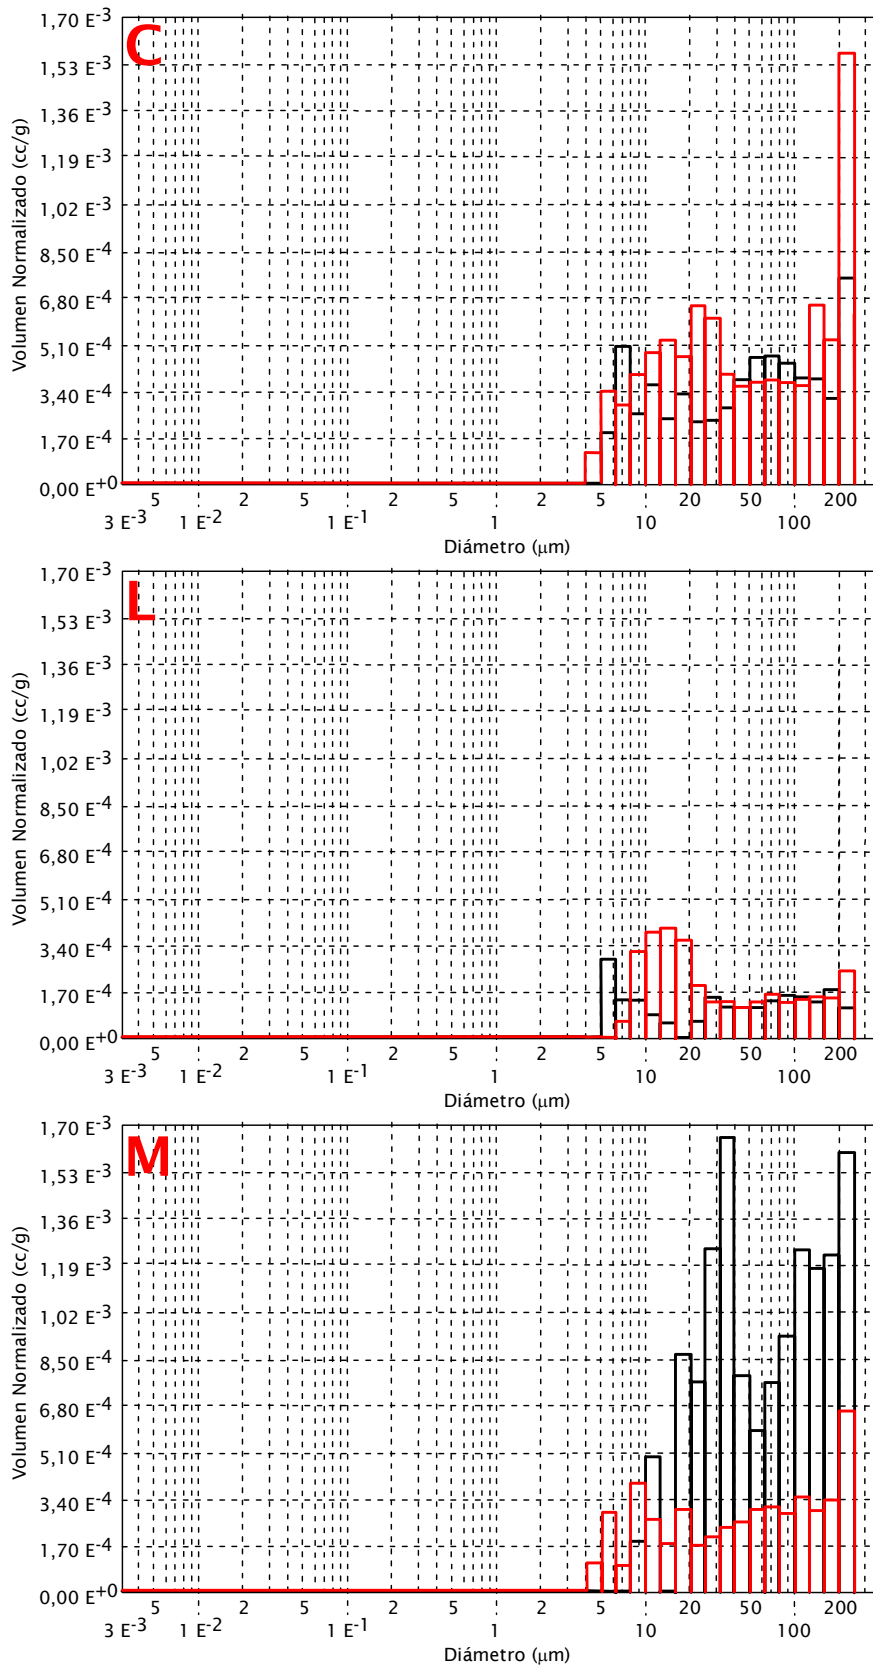 C
Volumen Normalizado (cc/g)
1,70 E-3
1,53 E-3
1,36 E-3
1,19 E-3
1,02 E-3
8,50 E-4
6,80 E-4
5,10 E-4
3,40 E-4
1,70 E-4
0,00 E+0
5 2 5 2 5 2 5 20 50 200
3 E-3 1 E-2 1 E-1 1 10 100
Diámetro (μm)
L
Volumen Normalizado (cc/g)
1,70 E-3
1,53 E-3
1,36 E-3
1,19 E-3
1,02 E-3
8,50 E-4
6,80 E-4
5,10 E-4
3,40 E-4
1,70 E-4
0,00 E+0
5 2 5 2 5 2 5 20 50 200
3 E-3 1 E-2 1 E-1 1 10 100
Diámetro (μm)
M
Volumen Normalizado (cc/g)
1,70 E-3
1,53 E-3
1,36 E-3
1,19 E-3
1,02 E-3
8,50 E-4
6,80 E-4
5,10 E-4
3,40 E-4
1,70 E-4
0,00 E+0
5 2 5 2 5 2 5 20 50 200
3 E-3 1 E-2 1 E-1 1 10 100
Diámetro (μm)